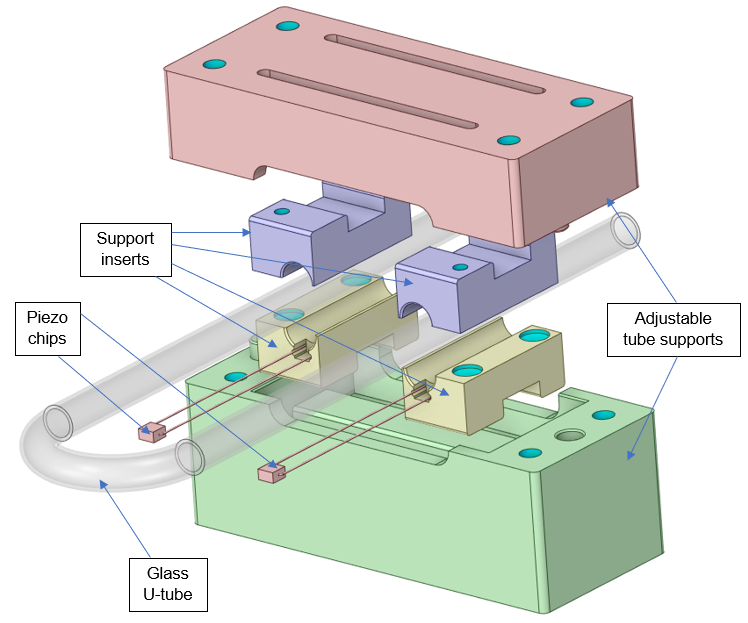 Support
inserts
Piezo
chips
Adjustable
tube supports
Glass
U-tube